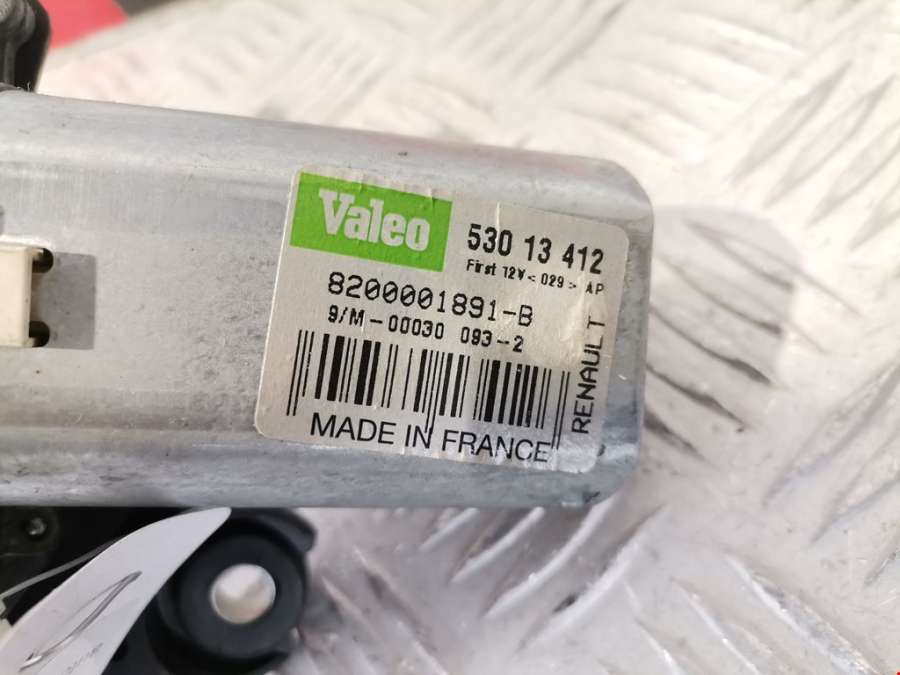 Valeo
530 13 412
First 12V < 029 > AP
8200001891-B
9/M-00030 093-2
RENAULT
MADE IN FRANCE